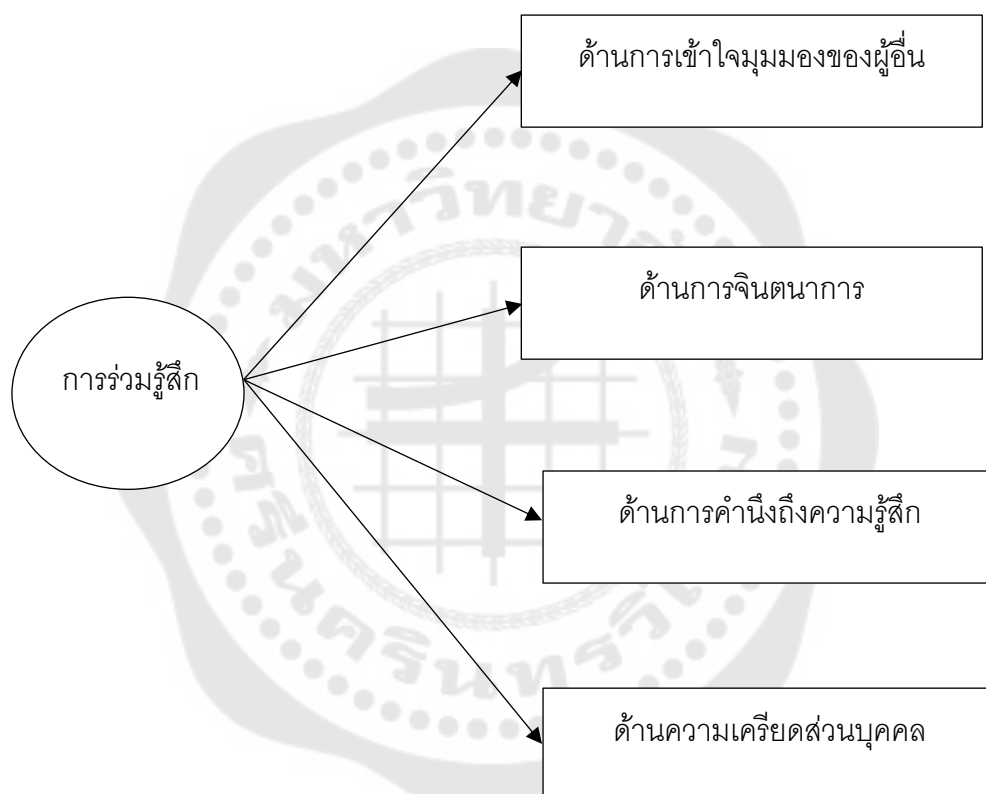 ด้านการเข้าใจมุมมองของผู้อื่น
ด้านการจินตนาการ
การร่วมรู้สึก
ด้านการคำนึงถึงความรู้สึก
ด้านความเครียดส่วนบุคคล